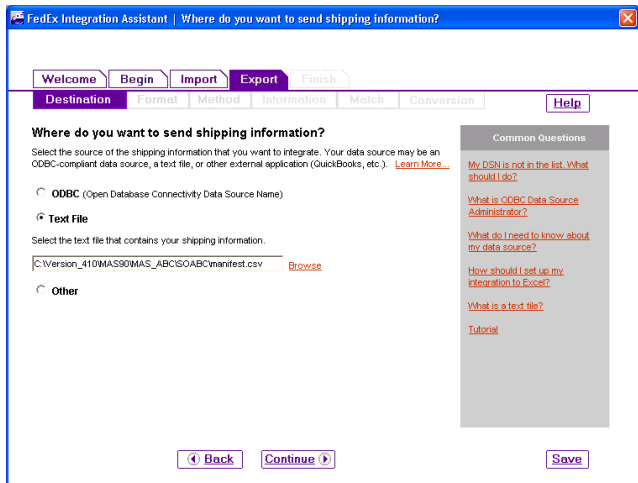 FedEx Integration Assistant | Where do you want to send shipping information?
Welcome Begin Import Export Finish
Destination Format Method Information Match Conversion
Help
Where do you want to send shipping information?
Select the source of the shipping information that you want to integrate. Your data source may be an
ODBC-compliant data source, a text file, or other external application (QuickBooks, etc.). Learn More...
ODBC (Open Database Connectivity Data Source Name)
Text File
Select the text file that contains your shipping information.
C:\Version_410\MAS90\MAS_ABC\SOABC\manifest.csv Browse
Other
Common Questions
My DSN is not in the list. What
should I do?
What is ODBC Data Source
Administrator?
What do I need to know about
my data source?
How should I set up my
integration to Excel?
What is a text file?
Tutorial
Back Continue Save